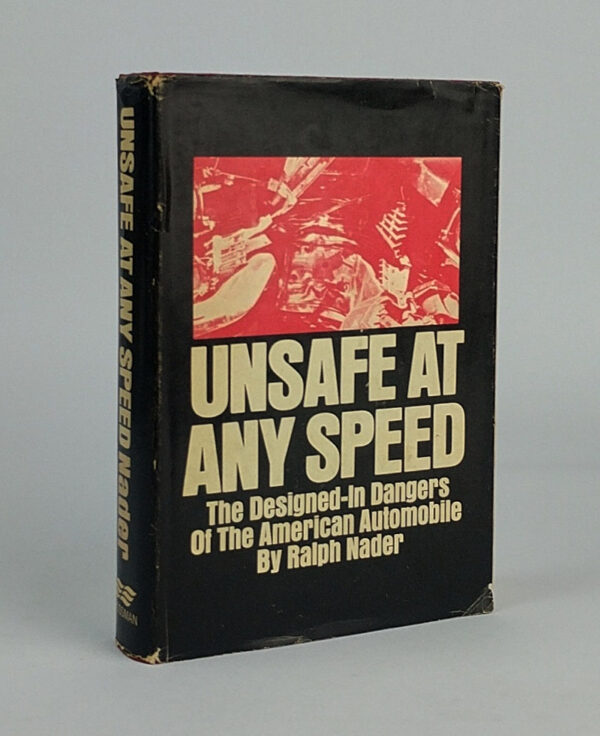 UNSAFE AT ANY SPEED Nader
UNSAFE AT
ANY SPEED
The Designed-In Dangers
Of The American Automobile
By Ralph Nader